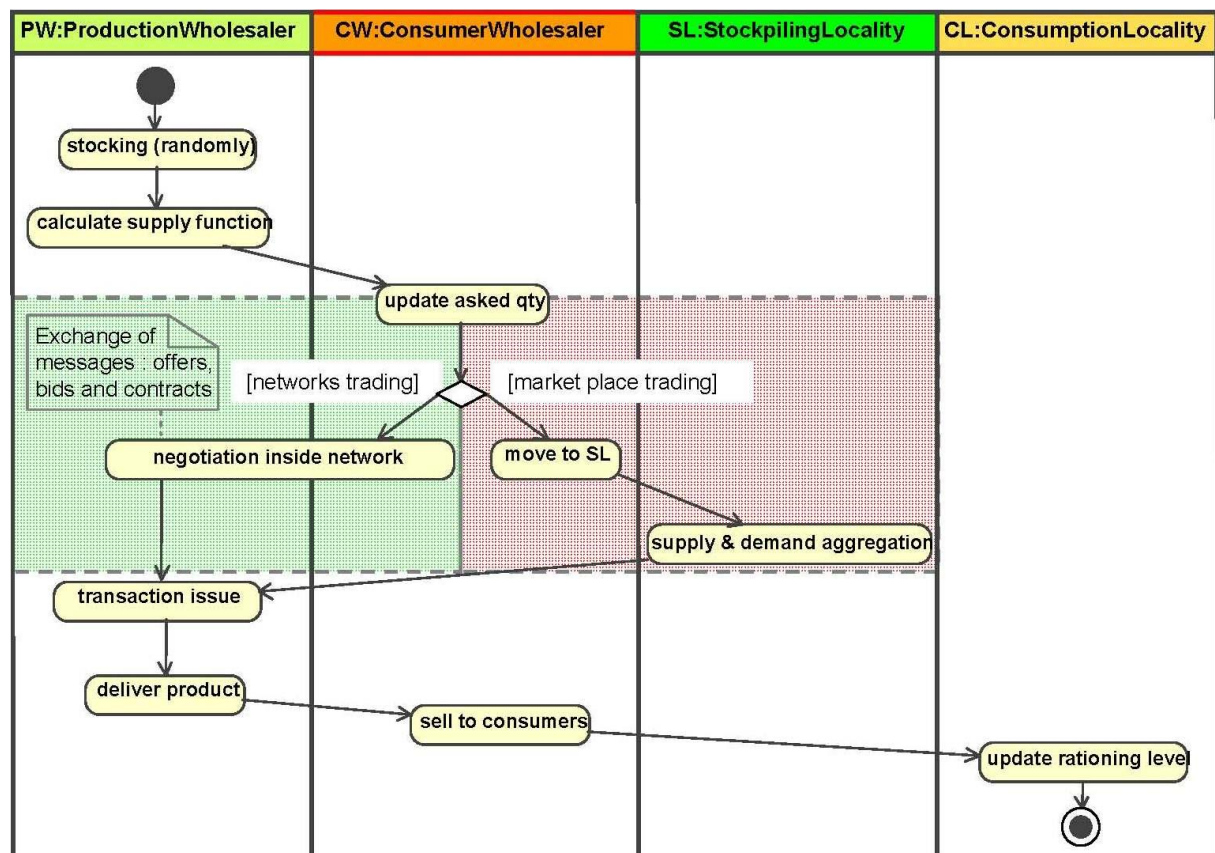 PW:ProductionWholesaler
CW:ConsumerWholesaler
SL:StockpilingLocality
CL:ConsumptionLocality
stocking (randomly)
calculate supply function
update asked qty
Exchange of
messages : offers,
bids and contracts
[networks trading]
[market place trading]
negotiation inside network
move to SL
supply & demand aggregation
transaction issue
deliver product
sell to consumers
update rationing level